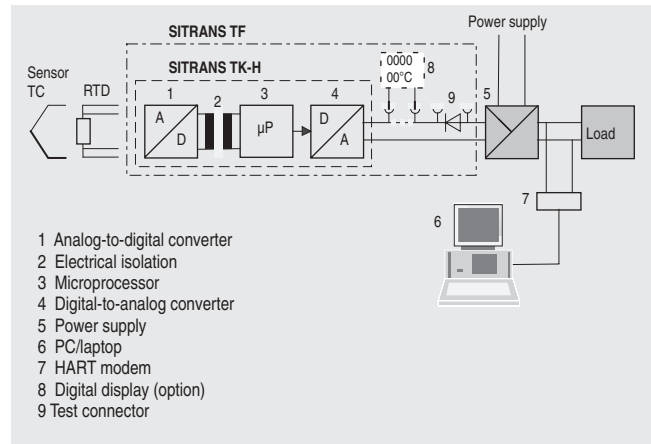 SITRANS TF
Power supply
SITRANS TK-H
0000
00°C
8
Sensor
TC
RTD
1
2
3
4
9
5
A
D
µP
D
A
Load
7
6
1 Analog-to-digital converter
2 Electrical isolation
3 Microprocessor
4 Digital-to-analog converter
5 Power supply
6 PC/laptop
7 HART modem
8 Digital display (option)
9 Test connector